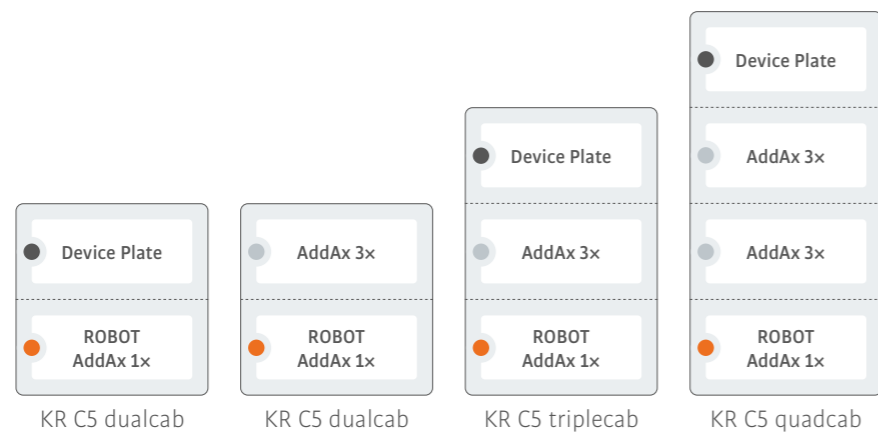 Device Plate
ROBOT
AddAx 1×
KR C5 dualcab
AddAx 3×
ROBOT
AddAx 1×
KR C5 dualcab
Device Plate
AddAx 3×
ROBOT
AddAx 1×
KR C5 triplecab
Device Plate
AddAx 3×
AddAx 3×
ROBOT
AddAx 1×
KR C5 quadcab